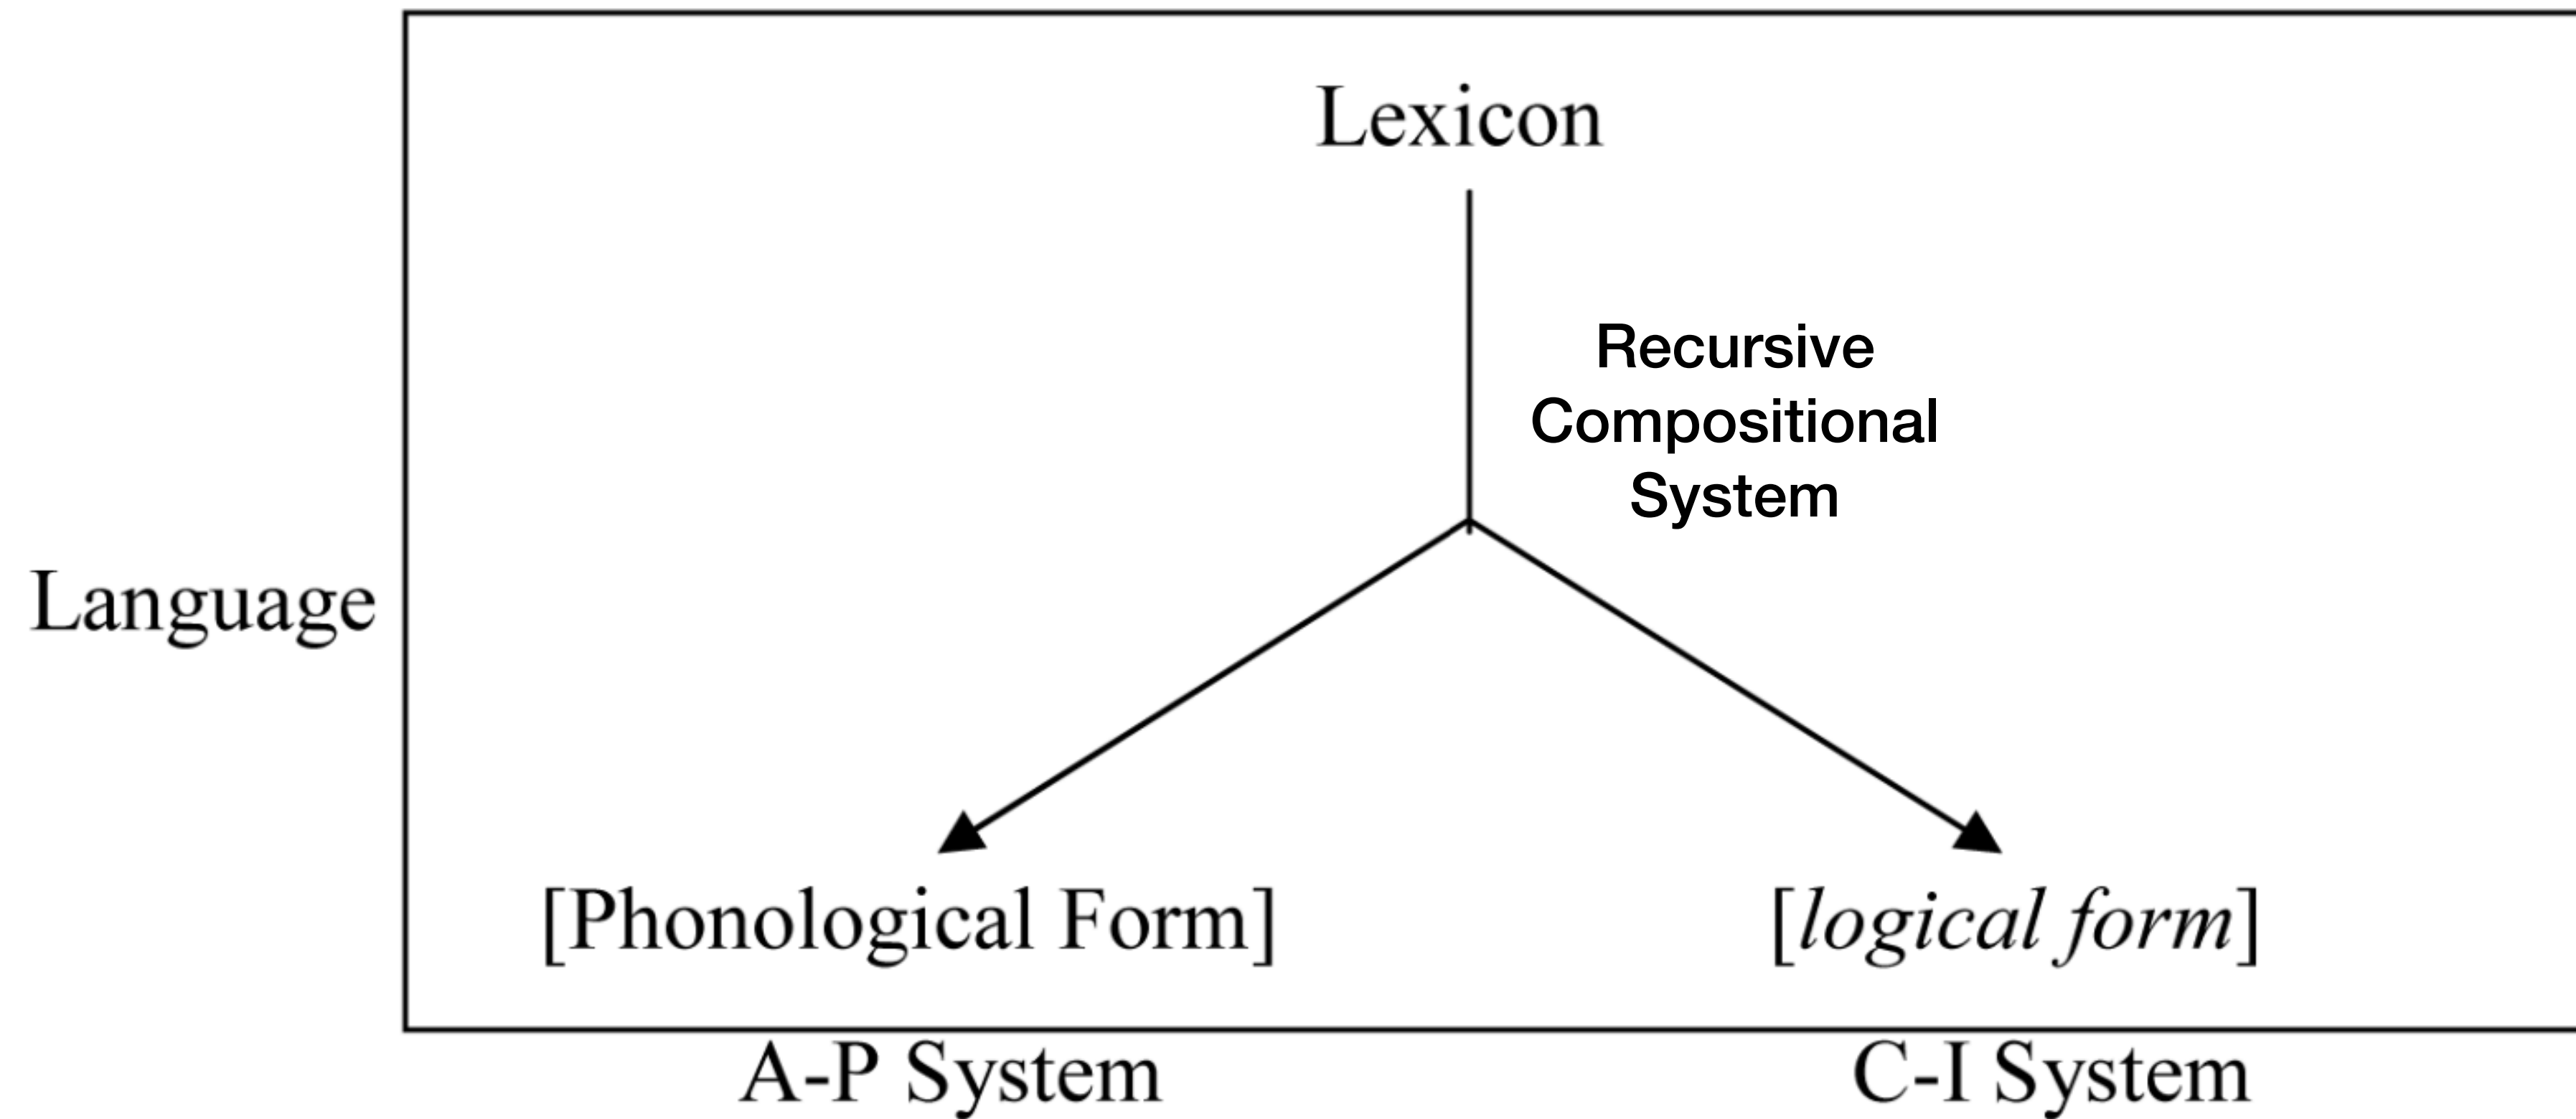 Lexicon
Recursive
Compositional
System
Language
[Phonological Form]
[logical form]
A-P System
C-I System